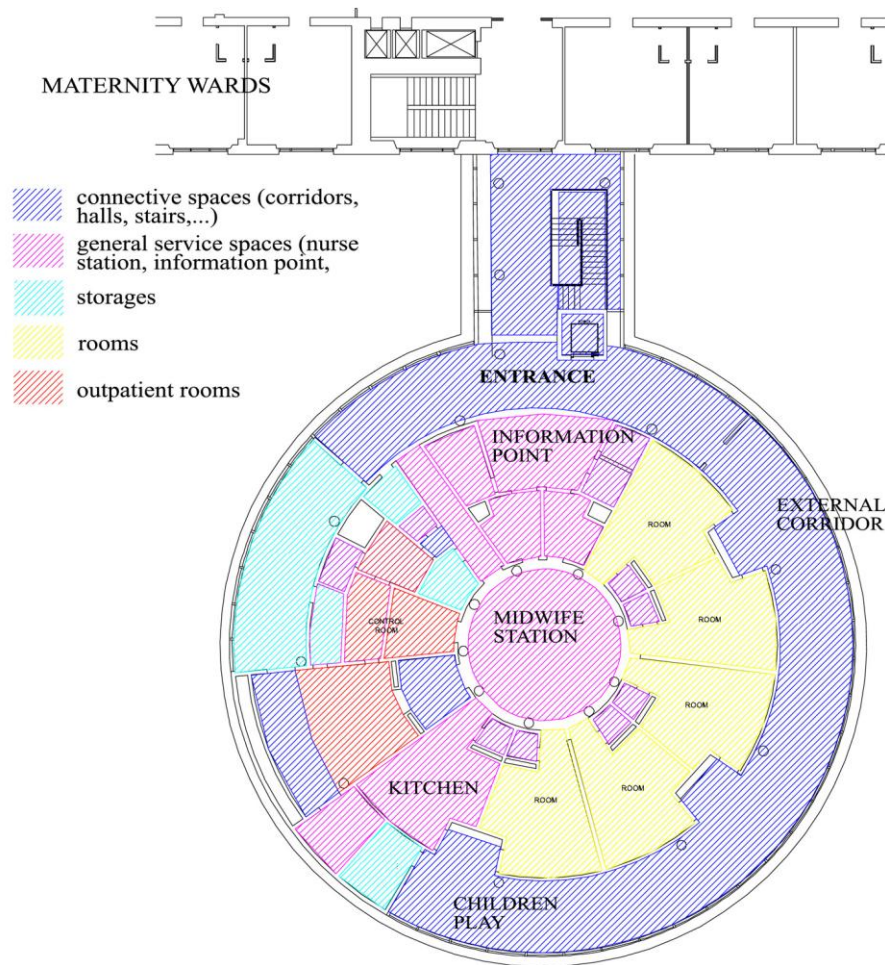 MATERNITY WARDS
connective spaces (corridors,
halls, stairs,...)
general service spaces (nurse
station, information point,
storages
rooms
outpatient rooms
ENTRANCE
INFORMATION
POINT
ROOM
EXTERNAL
CORRIDOR
ROOM
MIDWIFE
STATION
CONTROL
ROOM
ROOM
KITCHEN
ROOM
ROOM
CHILDREN
PLAY